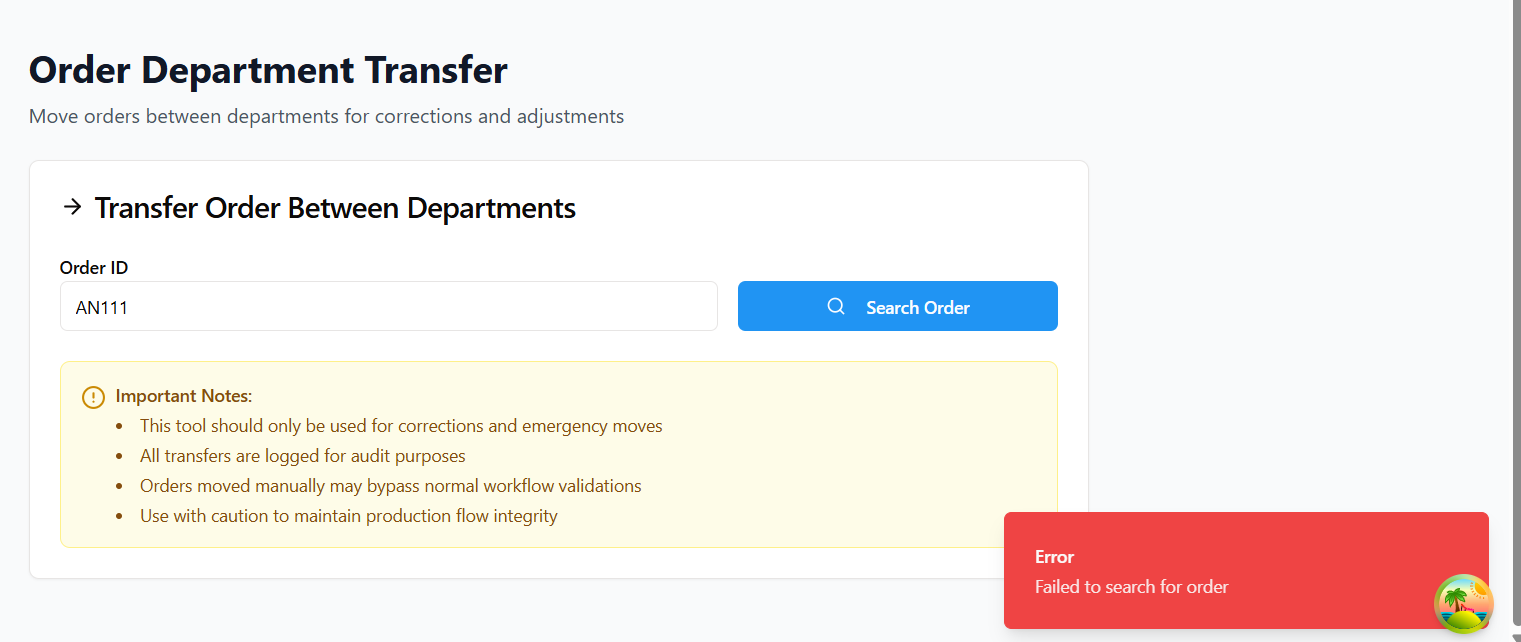 Order Department Transfer
Move orders between departments for corrections and adjustments
Transfer Order Between Departments
Order ID
AN111
Search Order
Important Notes:
This tool should only be used for corrections and emergency moves
All transfers are logged for audit purposes
Orders moved manually may bypass normal workflow validations
Use with caution to maintain production flow integrity
Error
Failed to search for order